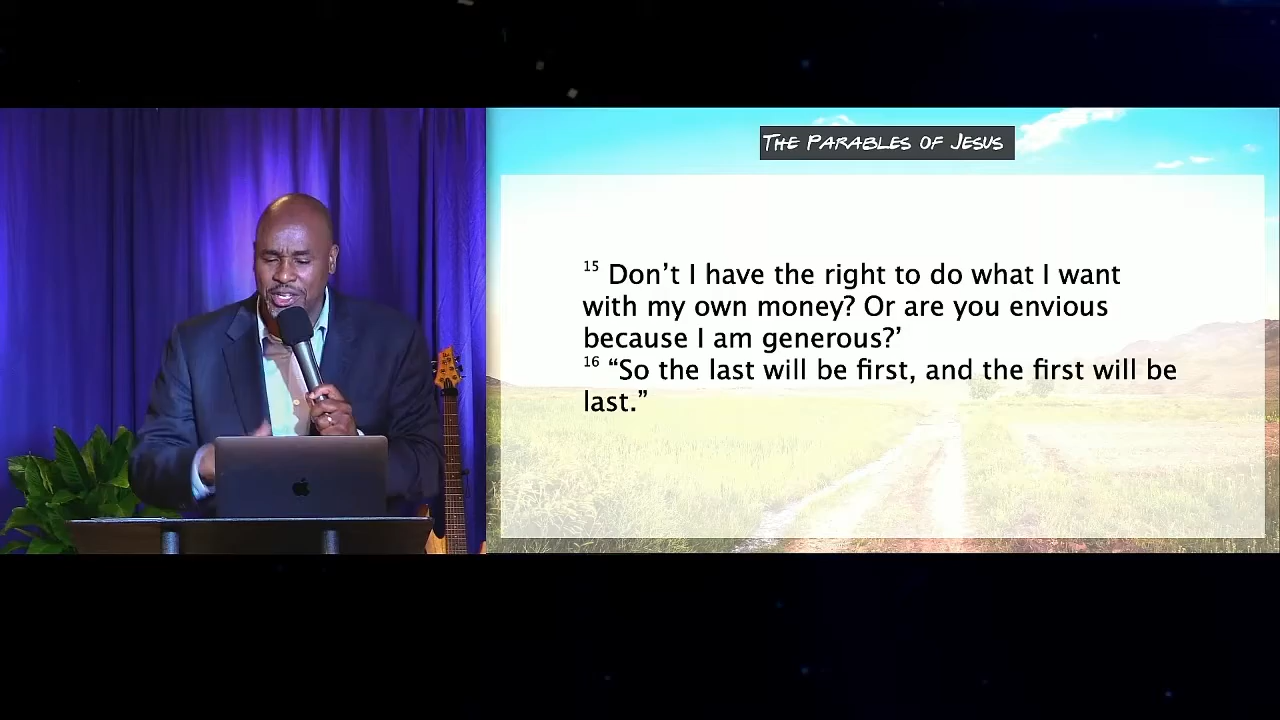 THE PARABLES OF JESUS
15 Don’t I have the right to do what I want
with my own money? Or are you envious
because I am generous?’
16 “So the last will be first, and the first will be
last.”